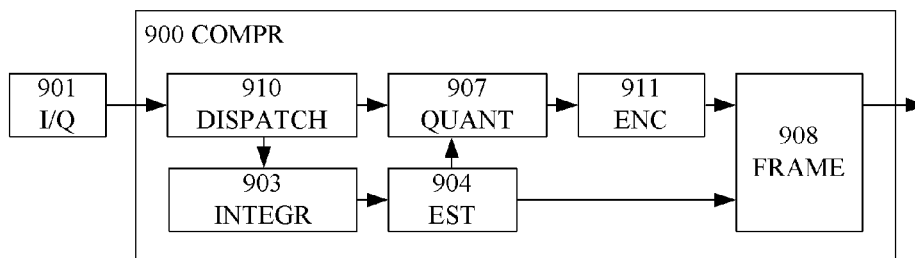 900 COMPR
901
I/Q
910
DISPATCH
907
QUANT
911
ENC
908
FRAME
903
INTEGR
904
EST